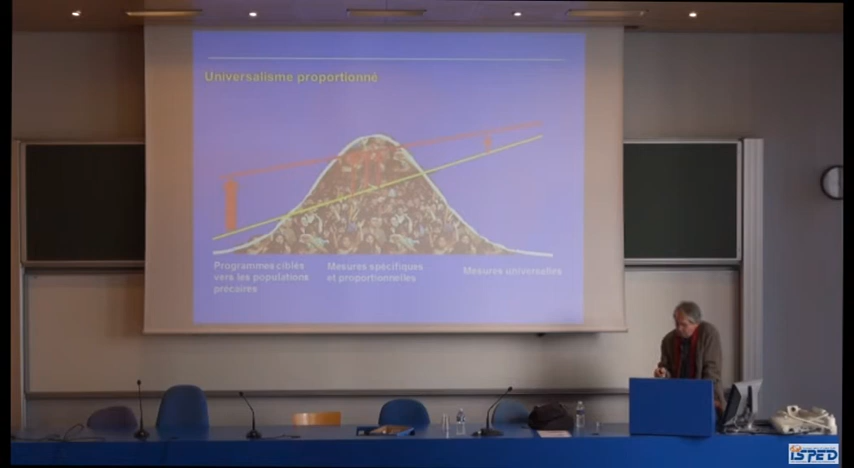 Universalisme proportionné
Programmes ciblés
vers les populations
précaires
Mesures spécifiques
et proportionnelles
Mesures universelles
ISPED